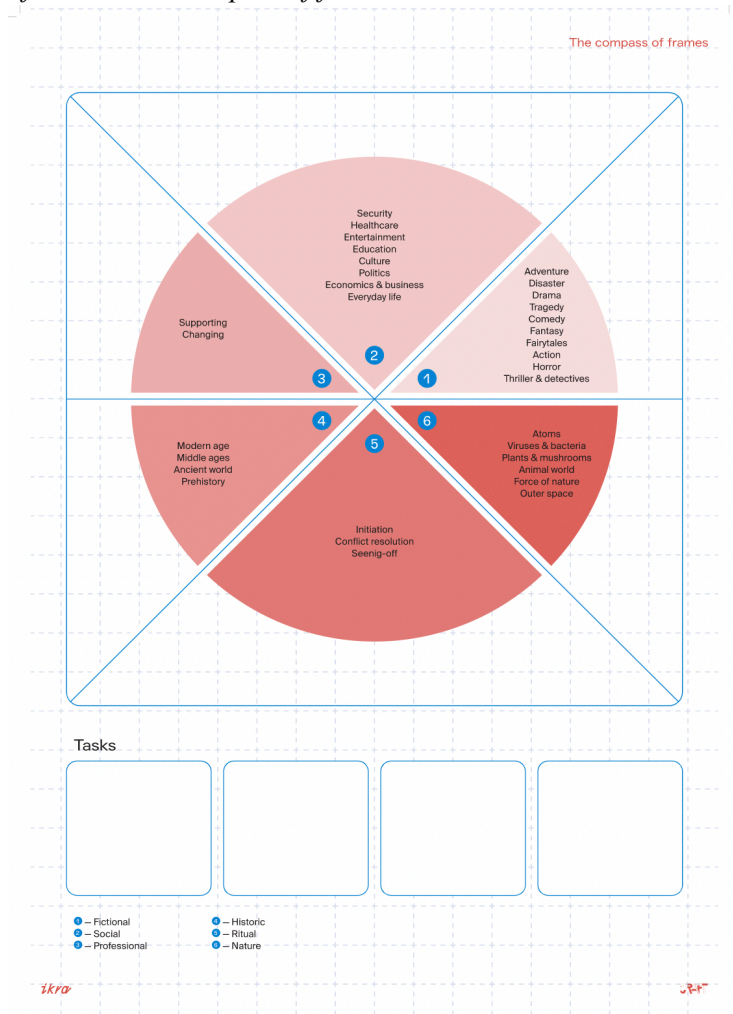 The compass of frames
Security
Healthcare
Entertainment
Education
Culture
Politics
Economics & business
Everyday life
2
Adventure
Disaster
Drama
Tragedy
Comedy
Fantasy
Fairytales
Action
Horror
Thriller & detectives
1
Supporting
Changing
3
Modern age
Middle ages
Ancient world
Prehistory
4
Initiation
Conflict resolution
Seenig-off
5
Atoms
Viruses & bacteria
Plants & mushrooms
Animal world
Force of nature
Outer space
6
Tasks
1 – Fictional
2 – Social
3 – Professional
4 – Historic
5 – Ritual
6 – Nature
ikra